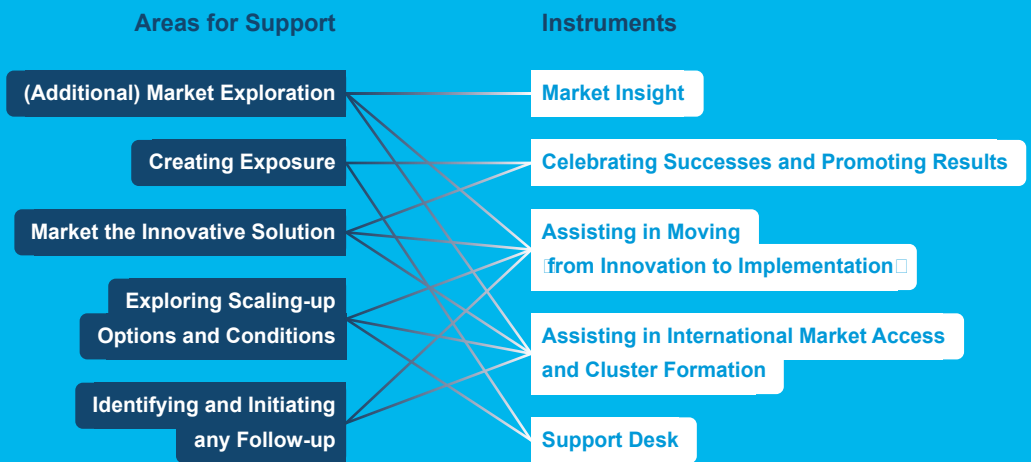 Areas for Support
Instruments
(Additional) Market Exploration
Market Insight
Creating Exposure
Celebrating Successes and Promoting Results
Market the Innovative Solution
Assisting in Moving
from Innovation to Implementation
Exploring Scaling-up
Options and Conditions
Assisting in International Market Access
and Cluster Formation
Identifying and Initiating
any Follow-up
Support Desk